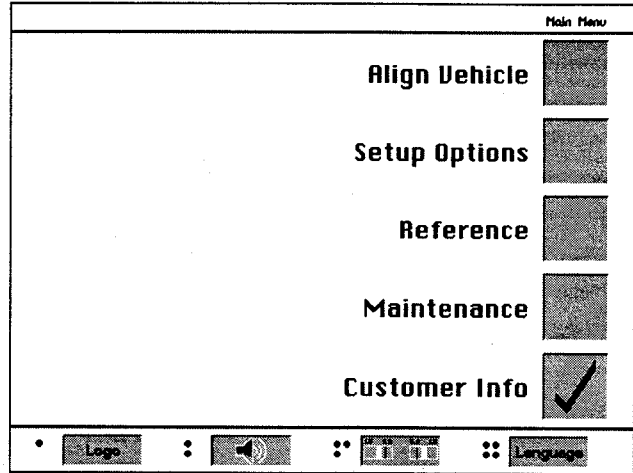 Main Menu
Align Vehicle
Setup Options
Reference
Maintenance
Customer Info
Logo
Language